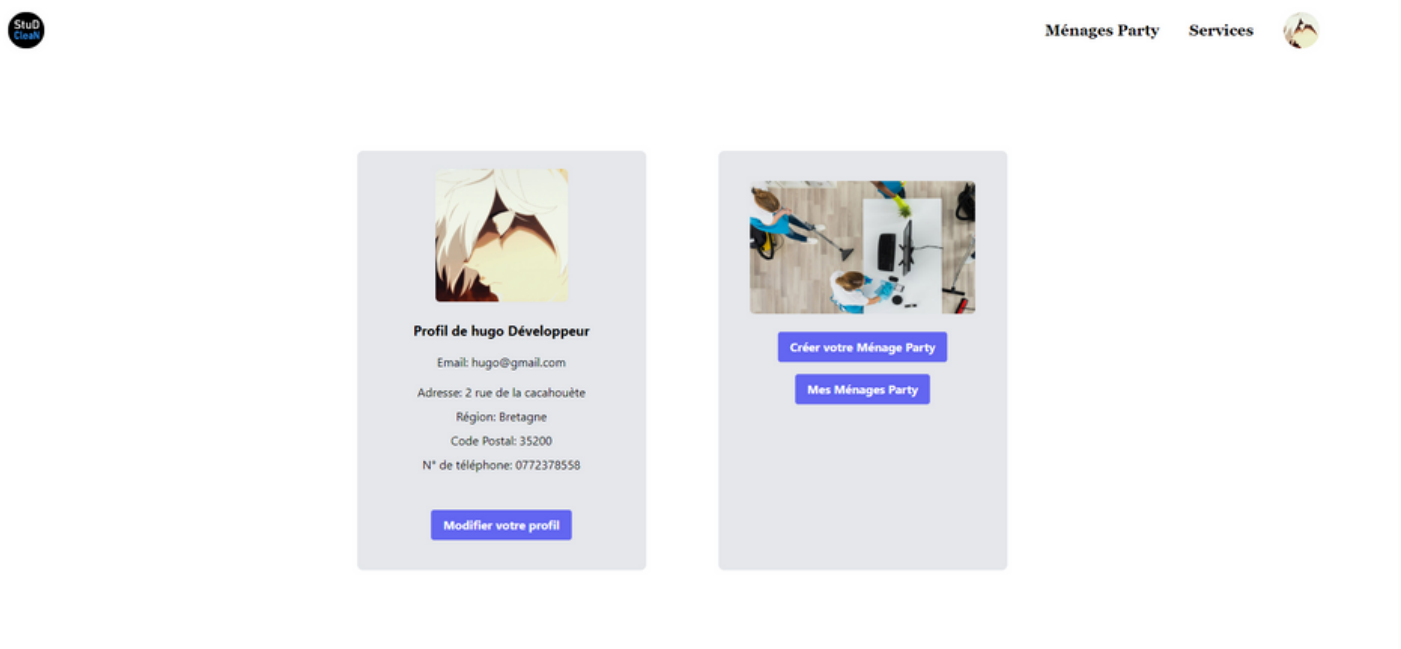 StuD
CleaN
Ménages Party
Services
Profil de hugo Développeur
Email: hugo@gmail.com
Adresse: 2 rue de la cacahouète
Région: Bretagne
Code Postal: 35200
N° de téléphone: 0772378558
Modifier votre profil
Créer votre Ménage Party
Mes Ménages Party